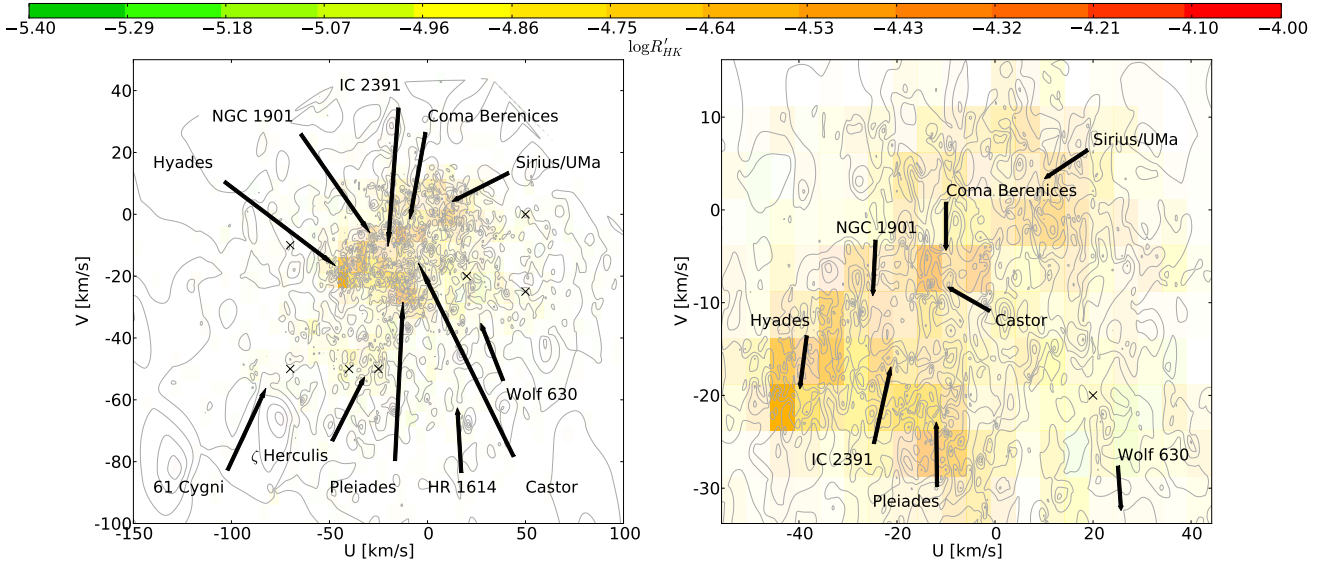 −5.40 −5.29 −5.18 −5.07 −4.96 −4.86 −4.75 −4.64 −4.53 −4.43 −4.32 −4.21 −4.10 −4.00
logR′HK
IC 2391
NGC 1901
Coma Berenices
Hyades
Sirius/UMa
Wolf 630
ζ Herculis
61 Cygni
Pleiades
HR 1614
Castor
40
20
0
-20
-40
-60
-80
-100
V [km/s]
-150 -100 -50 0 50 100
U [km/s]
Sirius/UMa
Coma Berenices
NGC 1901
Hyades
Castor
IC 2391
Wolf 630
Pleiades
10
0
-10
-20
-30
V [km/s]
-40 -20 0 20 40
U [km/s]